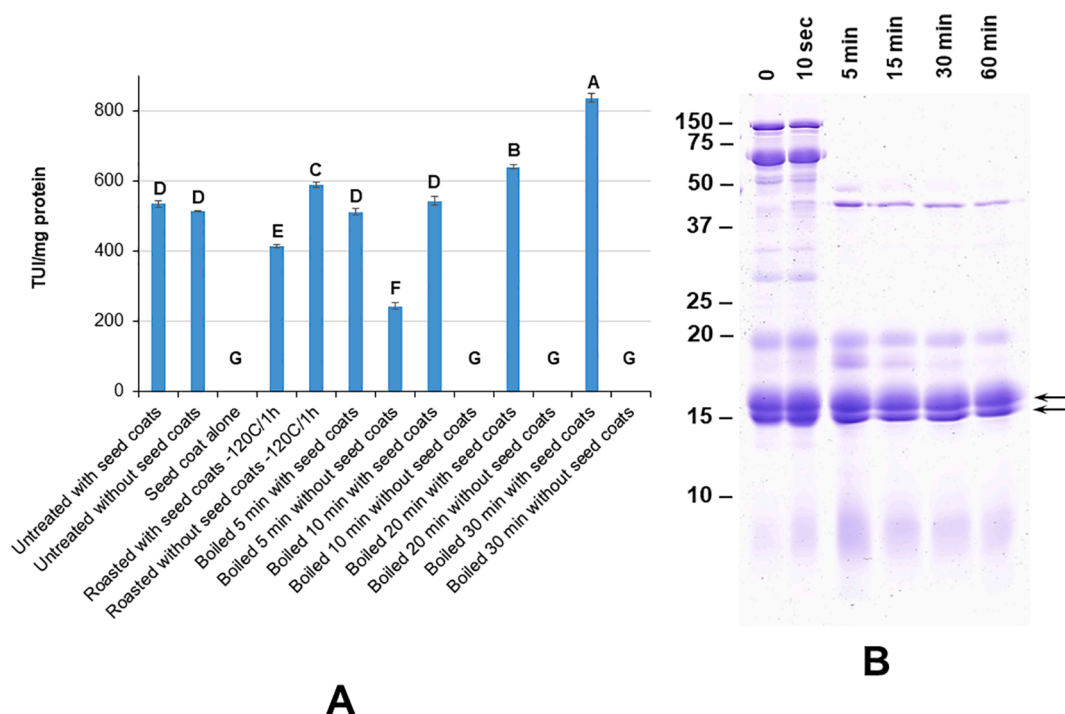 TUI/mg protein
800
600
400
200
0
D
D
G
E
C
D
F
D
G
B
G
A
G
Untreated with seed coats
Untreated without seed coats
Seed coat alone
Roasted with seed coats -120C/1h
Roasted without seed coats -120C/1h
Boiled 5 min with seed coats
Boiled 5 min without seed coats
Boiled 10 min with seed coats
Boiled 10 min without seed coats
Boiled 20 min with seed coats
Boiled 20 min without seed coats
Boiled 30 min with seed coats
Boiled 30 min without seed coats
A
0
10 sec
5 min
15 min
30 min
60 min
150
75
50
37
25
20
15
10
B